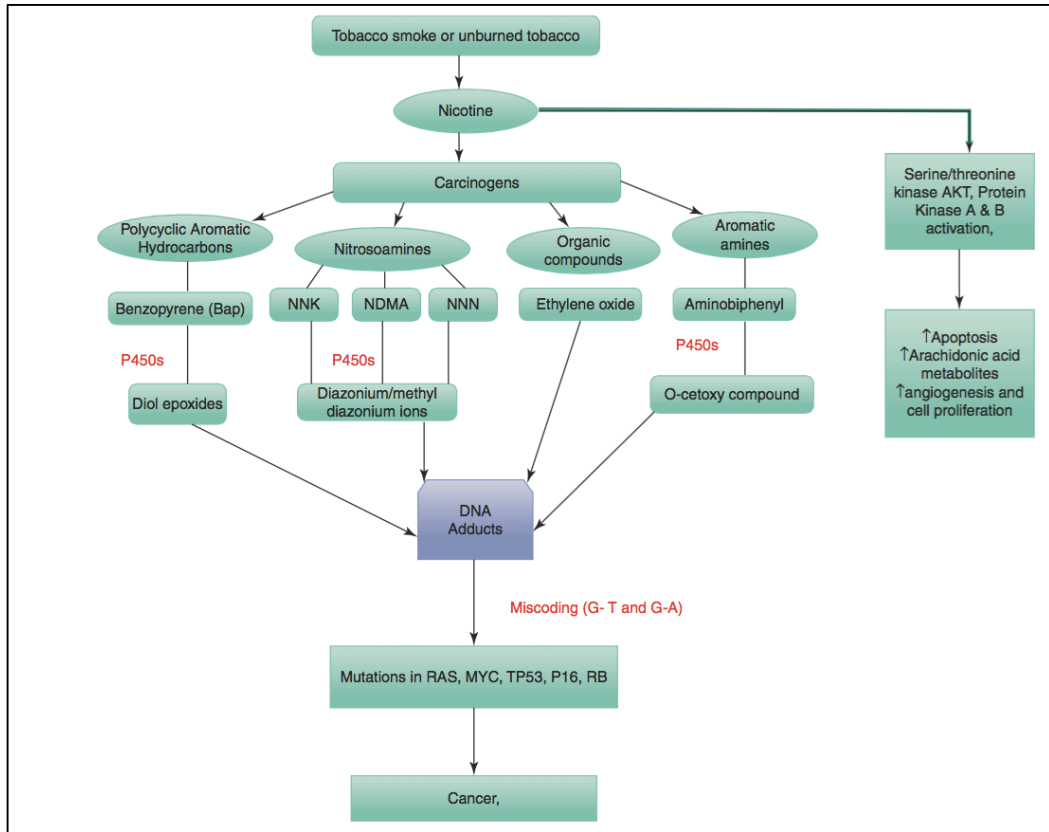 Tobacco smoke or unburned tobacco
Nicotine
Carcinogens
Serine/threonine
kinase AKT, Protein
Kinase A & B
activation,
Polycyclic Aromatic
Hydrocarbons
Nitrosoamines
Organic
compounds
Aromatic
amines
Benzopyrene (Bap)
NNK
NDMA
NNN
Ethylene oxide
Aminobiphenyl
↑Apoptosis
↑Arachidonic acid
metabolites
↑angiogenesis and
cell proliferation
P450s
P450s
P450s
Diol epoxides
Diazonium/methyl
diazonium ions
O-cetoxy compound
DNA
Adducts
Miscoding (G- T and G-A)
Mutations in RAS, MYC, TP53, P16, RB
Cancer,